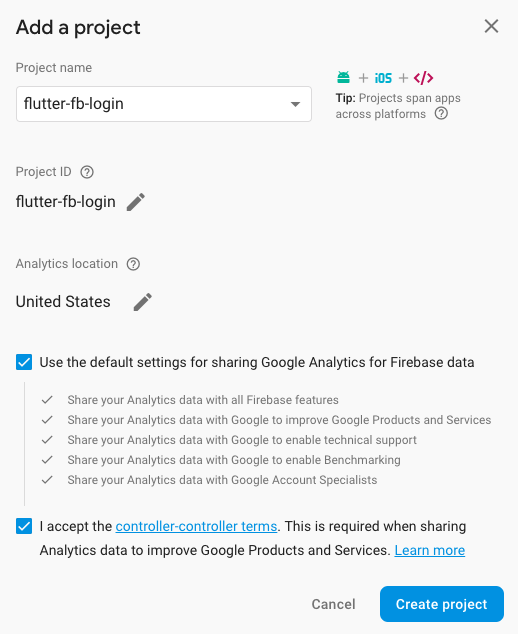 Add a project
Project name
flutter-fb-login
+ iOS + </>
Tip: Projects span apps
across platforms
Project ID
flutter-fb-login
Analytics location
United States
Use the default settings for sharing Google Analytics for Firebase data
Share your Analytics data with all Firebase features
Share your Analytics data with Google to improve Google Products and Services
Share your Analytics data with Google to enable technical support
Share your Analytics data with Google to enable Benchmarking
Share your Analytics data with Google Account Specialists
I accept the controller-controller terms. This is required when sharing
Analytics data to improve Google Products and Services. Learn more
Cancel
Create project